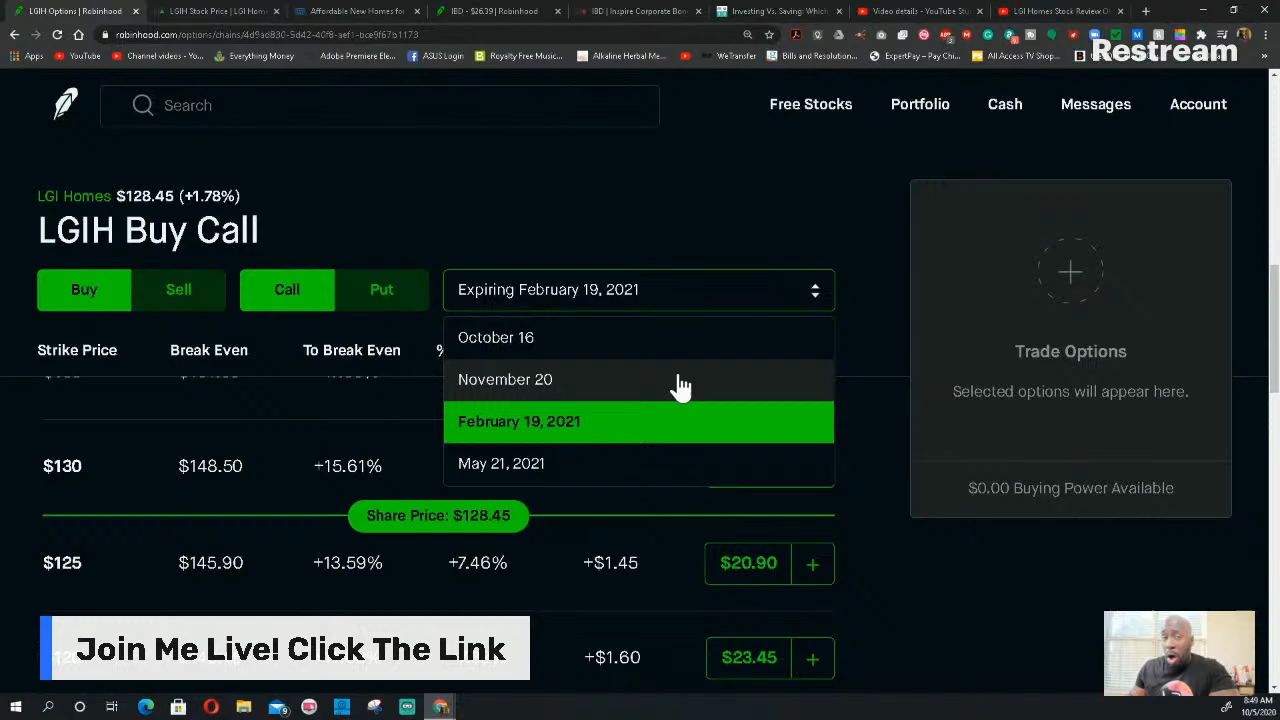 LGIH Options | Robinhood
LGIH Stock Price | LGI Hom
Affordable New Homes for
IBD - $26.85 | Robinhood
IBD | Inspire Corporate Bon
Investing Vs. Saving: Which
Video details - YouTube Stu
LGI Homes Stock Review O
robinhood.com/options/chains/4d9ad830-5d42-40f8-aef1-bce9f67b1173
Apps
YouTube
Channel videos - Yo...
Everything Money
Adobe Premiere Ele...
ASUS Login
Royalty Free Music...
Alkaline Herbal Me...
WeTransfer
Bills and Resolution...
ExpertPay - Pay Chi...
All Access TV Shop...
Restream
Search
Free Stocks
Portfolio
Cash
Messages
Account
LGI Homes $128.45 (+1.78%)
LGIH Buy Call
Buy
Sell
Call
Put
Expiring February 19, 2021
October 16
November 20
February 19, 2021
May 21, 2021
Strike Price
Break Even
To Break Even
%
$130
$148.50
+15.61%
Share Price: $128.45
$125
$145.90
+13.59%
+7.46%
+$1.45
$20.90
+$1.60
$23.45
Trade Options
Selected options will appear here.
$0.00 Buying Power Available
Join Me Live! Click The Link
8:49 AM
10/5/2020